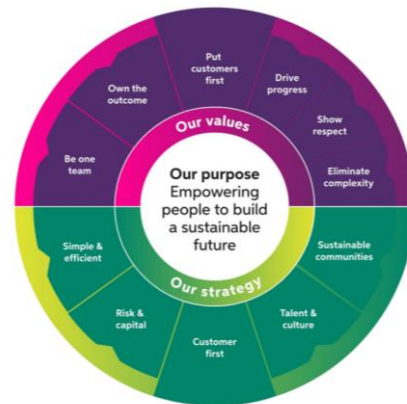 Put
customers
first
Own the
outcome
Drive
progress
Be one
team
Show
respect
Eliminate
complexity
Our values
Our purpose
Empowering
people to build
a sustainable
future
Our strategy
Simple &
efficient
Sustainable
communities
Risk &
capital
Talent &
culture
Customer
first